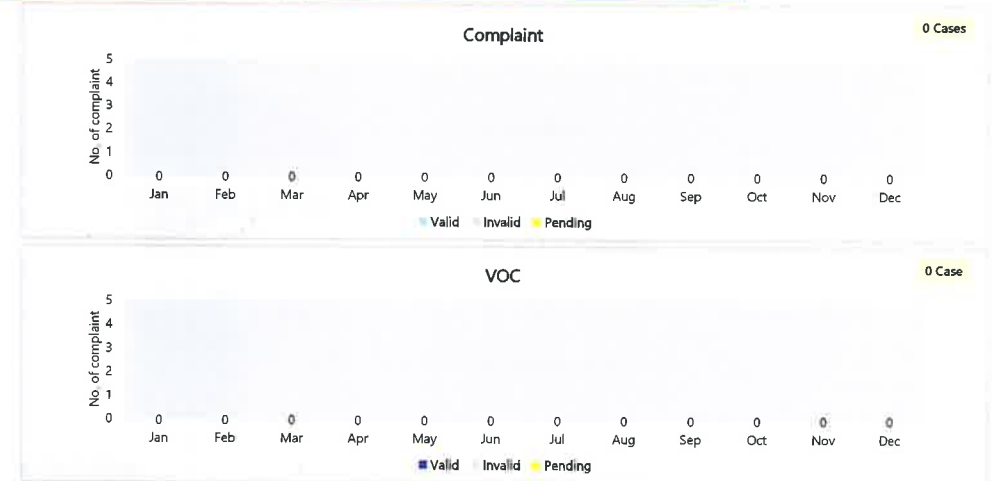 Complaint
0 Cases
No. of complaint
5
4
3
2
1
0
0 0 0 0 0 0 0 0 0 0 0 0
Jan Feb Mar Apr May Jun Jul Aug Sep Oct Nov Dec
Valid Invalid Pending
VOC
0 Case
No. of complaint
5
4
3
2
1
0
0 0 0 0 0 0 0 0 0 0 0 0
Jan Feb Mar Apr May Jun Jul Aug Sep Oct Nov Dec
Valid Invalid Pending